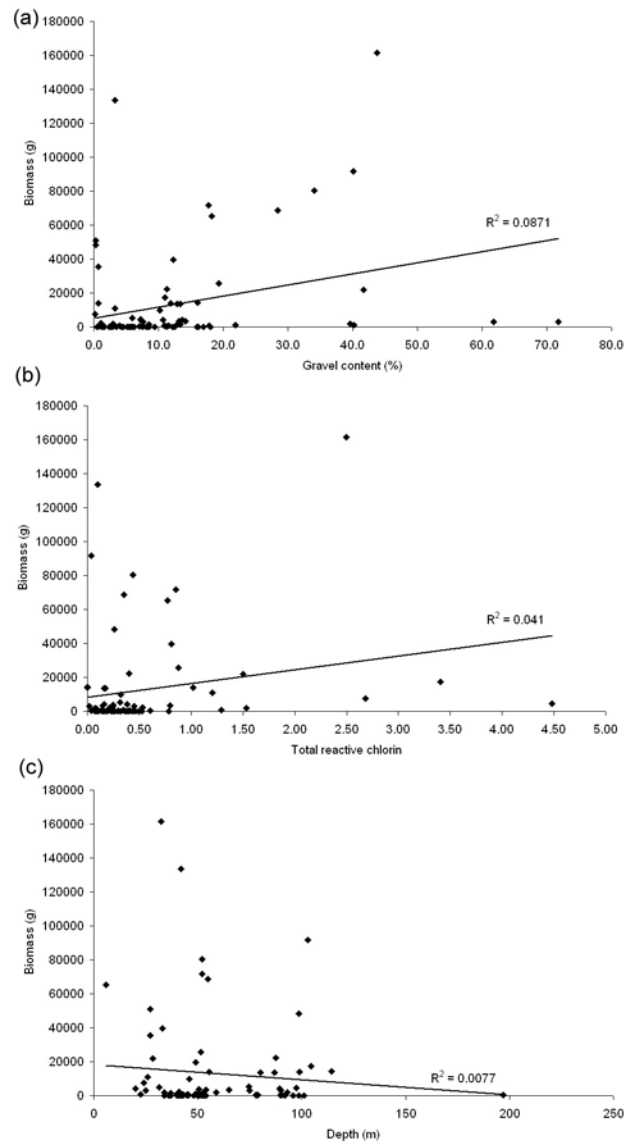 (a)
180000
160000
140000
120000
100000
80000
60000
40000
20000
0
Biomass (g)
R² = 0.0871
0.0 10.0 20.0 30.0 40.0 50.0 60.0 70.0 80.0
Gravel content (%)
(b)
180000
160000
140000
120000
100000
80000
60000
40000
20000
0
Biomass (g)
R² = 0.041
0.00 0.50 1.00 1.50 2.00 2.50 3.00 3.50 4.00 4.50 5.00
Total reactive chlorin
(c)
180000
160000
140000
120000
100000
80000
60000
40000
20000
0
Biomass (g)
R² = 0.0077
0 50 100 150 200 250
Depth (m)